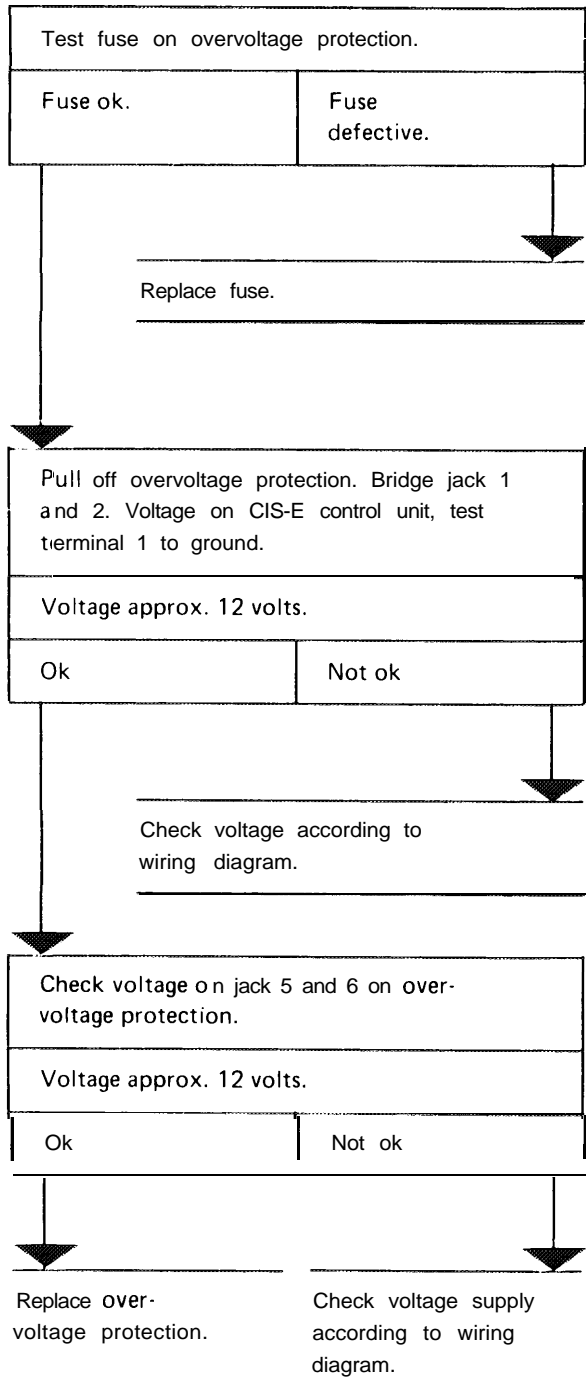 Test fuse on overvoltage protection.
Fuse ok.
Fuse
defective.
Replace fuse.
Pull off overvoltage protection. Bridge jack 1
and 2. Voltage on CIS-E control unit, test
terminal 1 to ground.
Voltage approx. 12 volts.
Ok
Not ok
Check voltage according to
wiring diagram.
Check voltage on jack 5 and 6 on over-
voltage protection.
Voltage approx. 12 volts.
Ok
Not ok
Replace over-
voltage protection.
Check voltage supply
according to wiring
diagram.